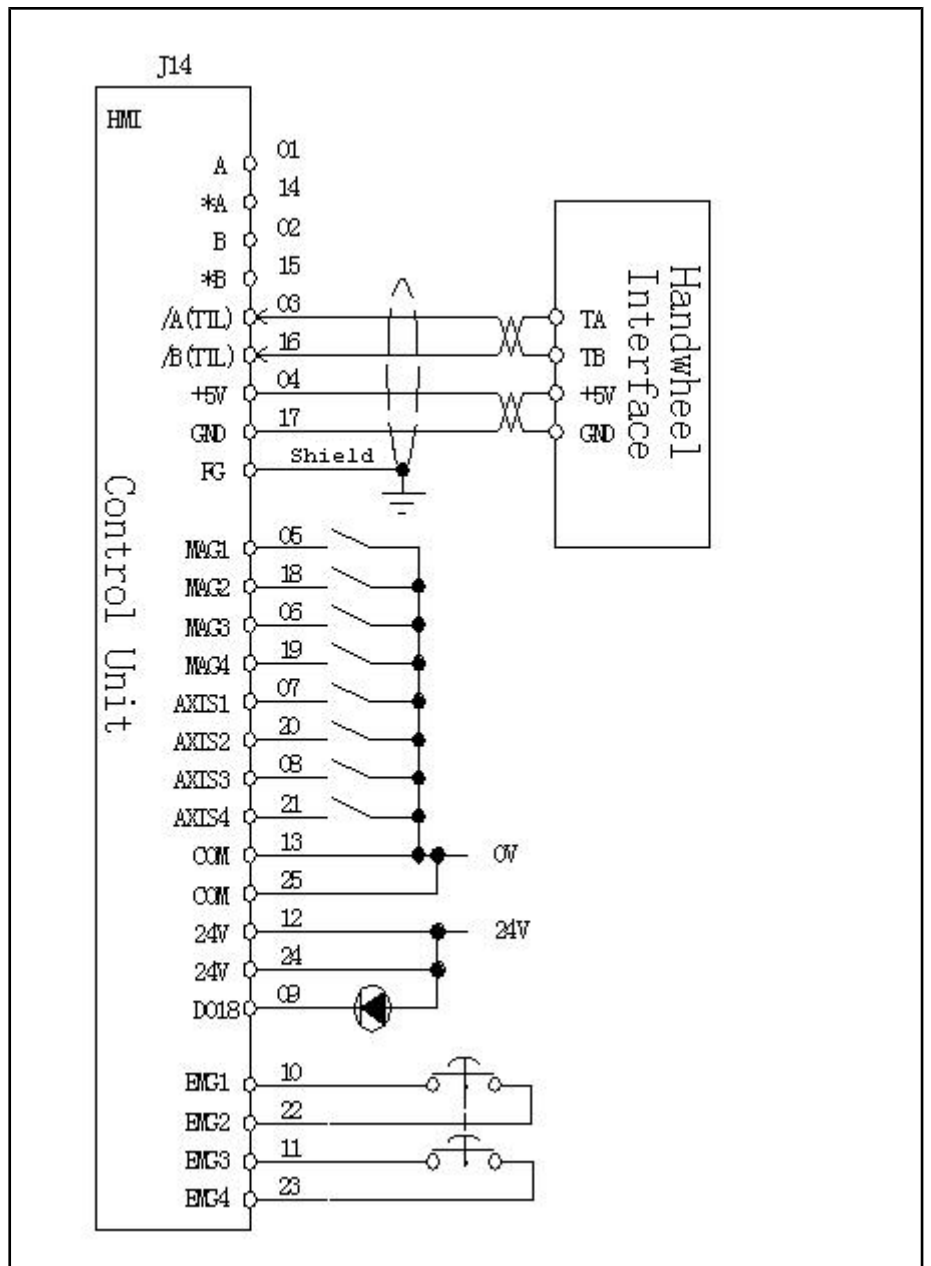 J14
HMI
A 01
*A 14
B 02
*B 15
/A(TTL) 03 TA
/B(TTL) 16 TB
+5V 04 +5V
GND 17 GND
FG Shield
Handwheel
Interface
Control Unit
MAG1 05
MAG2 18
MAG3 06
MAG4 19
AXIS1 07
AXIS2 20
AXIS3 08
AXIS4 21
COM 13 0V
COM 25
24V 12 24V
24V 24
DO18 09
EMG1 10
EMG2 22
EMG3 11
EMG4 23